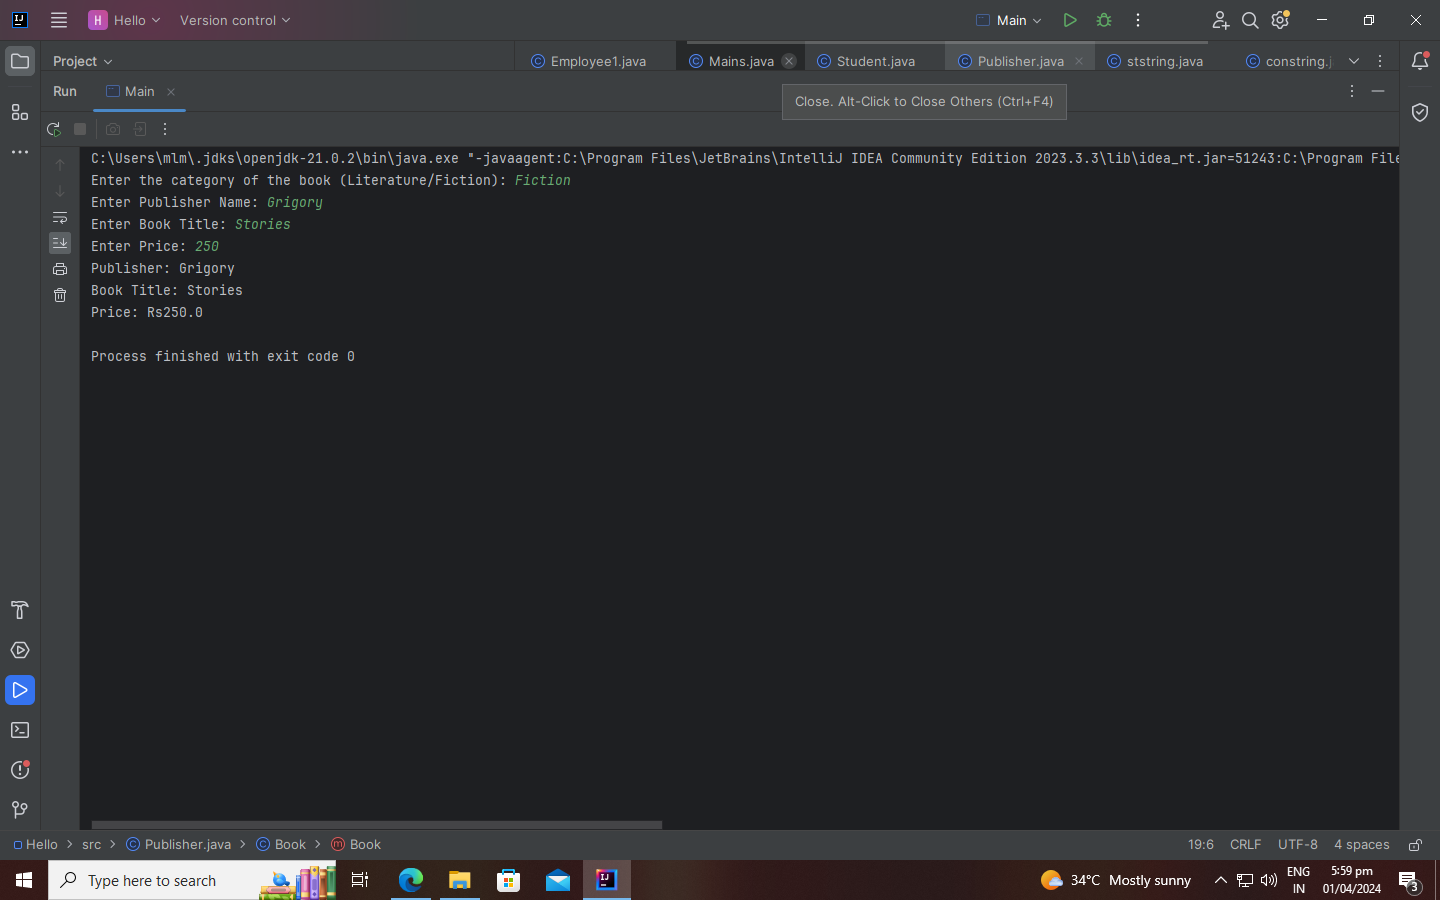 IJ H Hello Version control Main
Project Employee1.java Mains.java Student.java Publisher.java ststring.java constring.j
Run Main
Close. Alt-Click to Close Others (Ctrl+F4)
C:\Users\mlm\.jdks\openjdk-21.0.2\bin\java.exe "-javaagent:C:\Program Files\JetBrains\IntelliJ IDEA Community Edition 2023.3.3\lib\idea_rt.jar=51243:C:\Program File
Enter the category of the book (Literature/Fiction): Fiction
Enter Publisher Name: Grigory
Enter Book Title: Stories
Enter Price: 250
Publisher: Grigory
Book Title: Stories
Price: Rs250.0
Process finished with exit code 0
Hello > src > Publisher.java > Book > Book 19:6 CRLF UTF-8 4 spaces
Type here to search 34°C Mostly sunny ENG IN 5:59 pm 01/04/2024 3